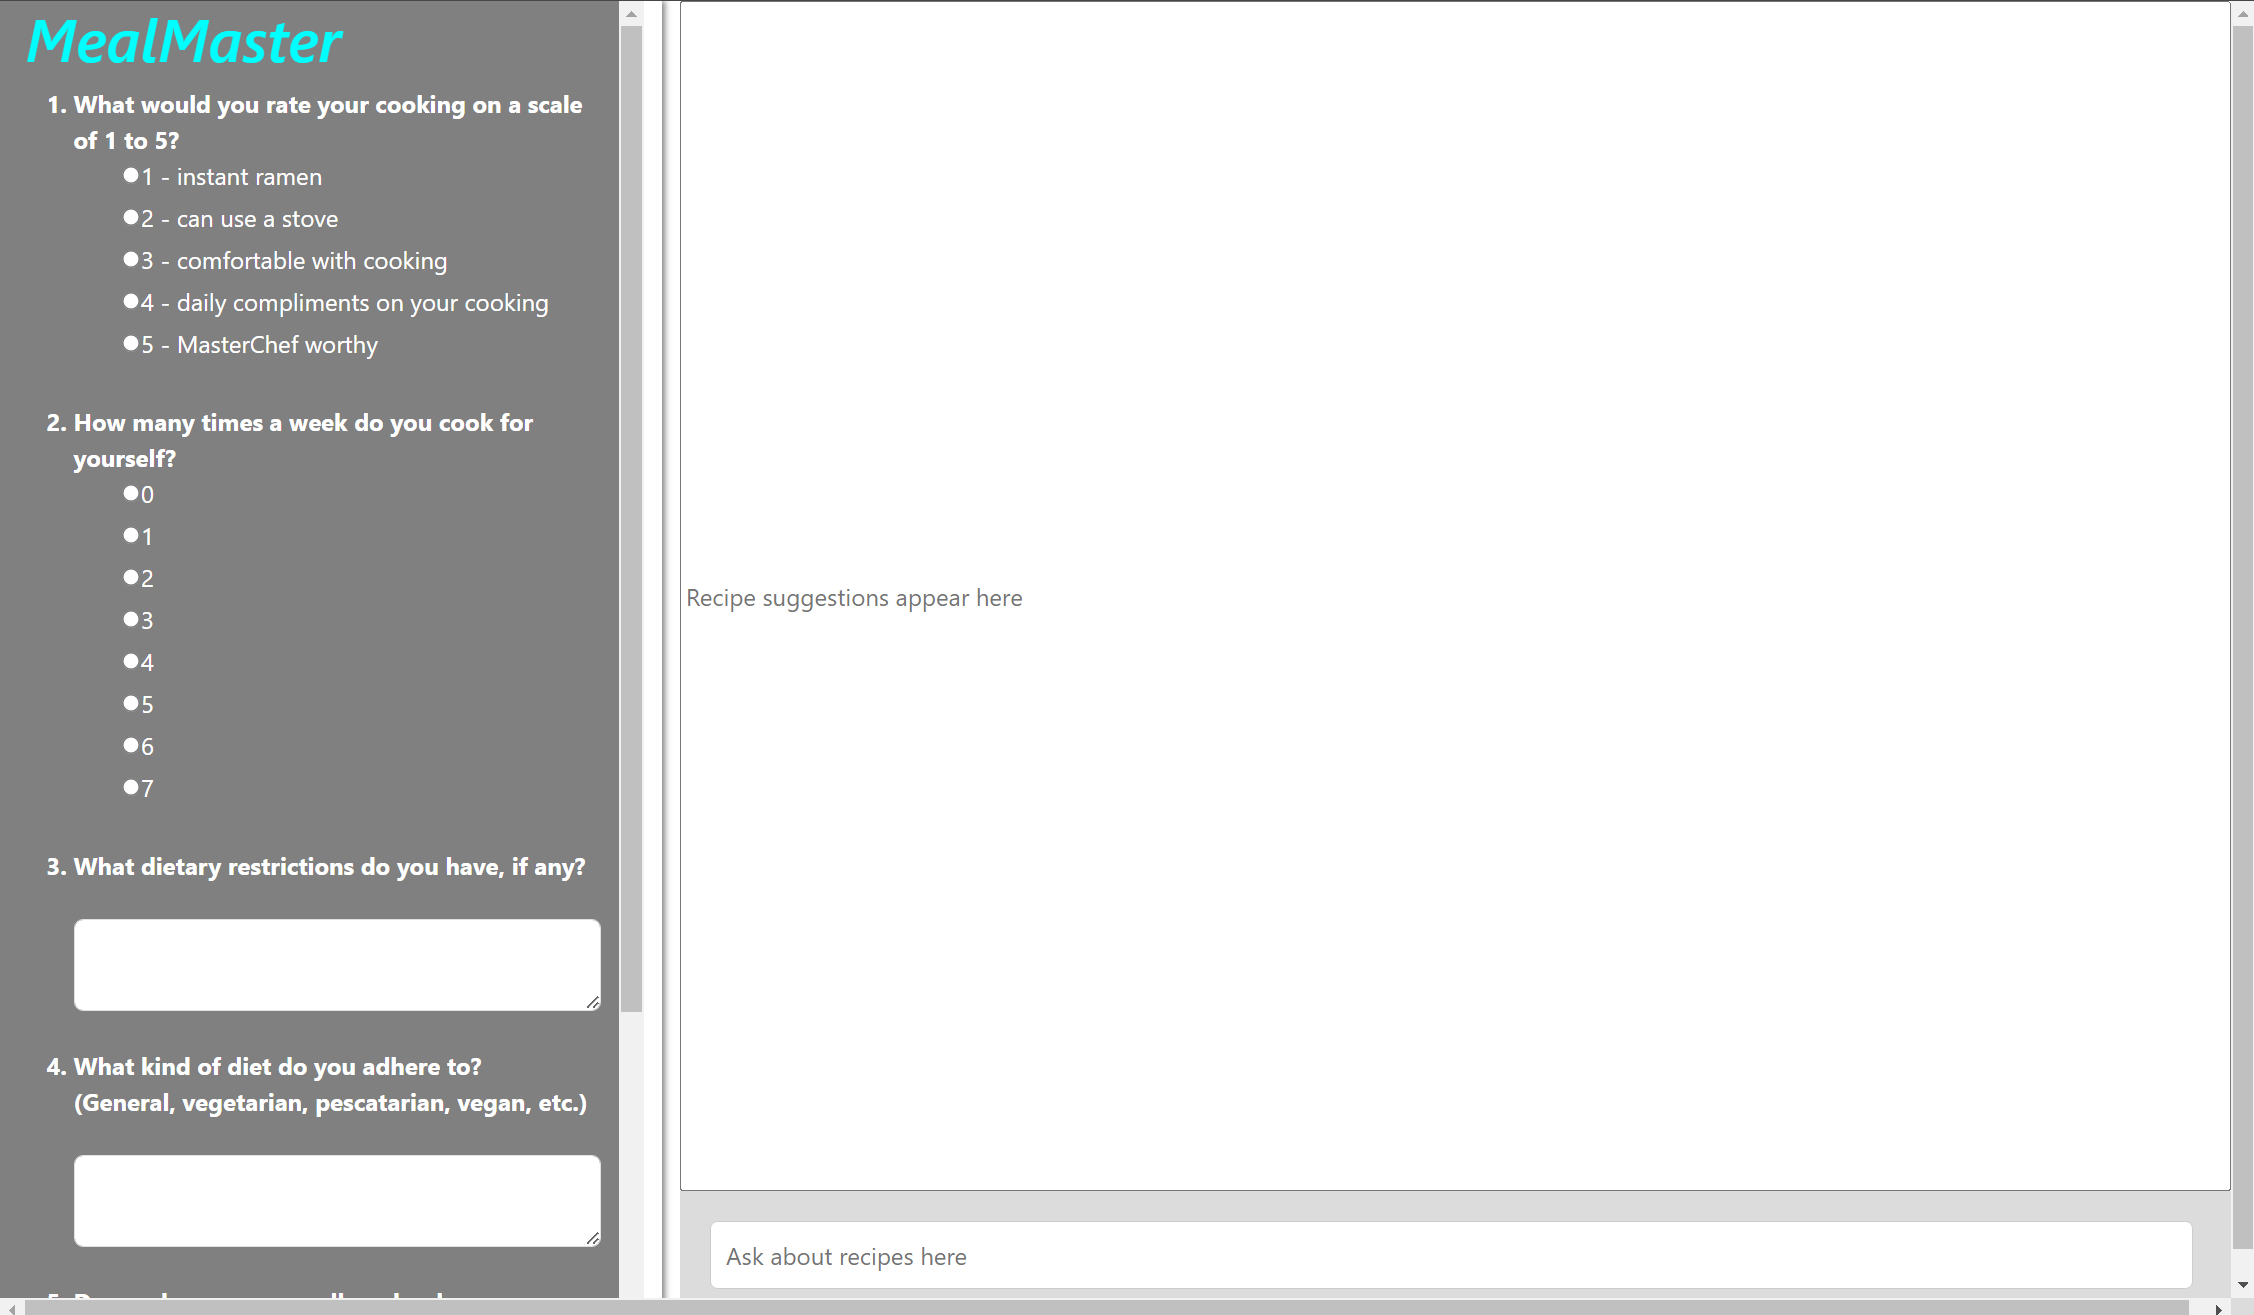 MealMaster
1. What would you rate your cooking on a scale
of 1 to 5?
1 - instant ramen
2 - can use a stove
3 - comfortable with cooking
4 - daily compliments on your cooking
5 - MasterChef worthy
2. How many times a week do you cook for
yourself?
0
1
2
3
4
5
6
7
3. What dietary restrictions do you have, if any?
4. What kind of diet do you adhere to?
(General, vegetarian, pescatarian, vegan, etc.)
Recipe suggestions appear here
Ask about recipes here